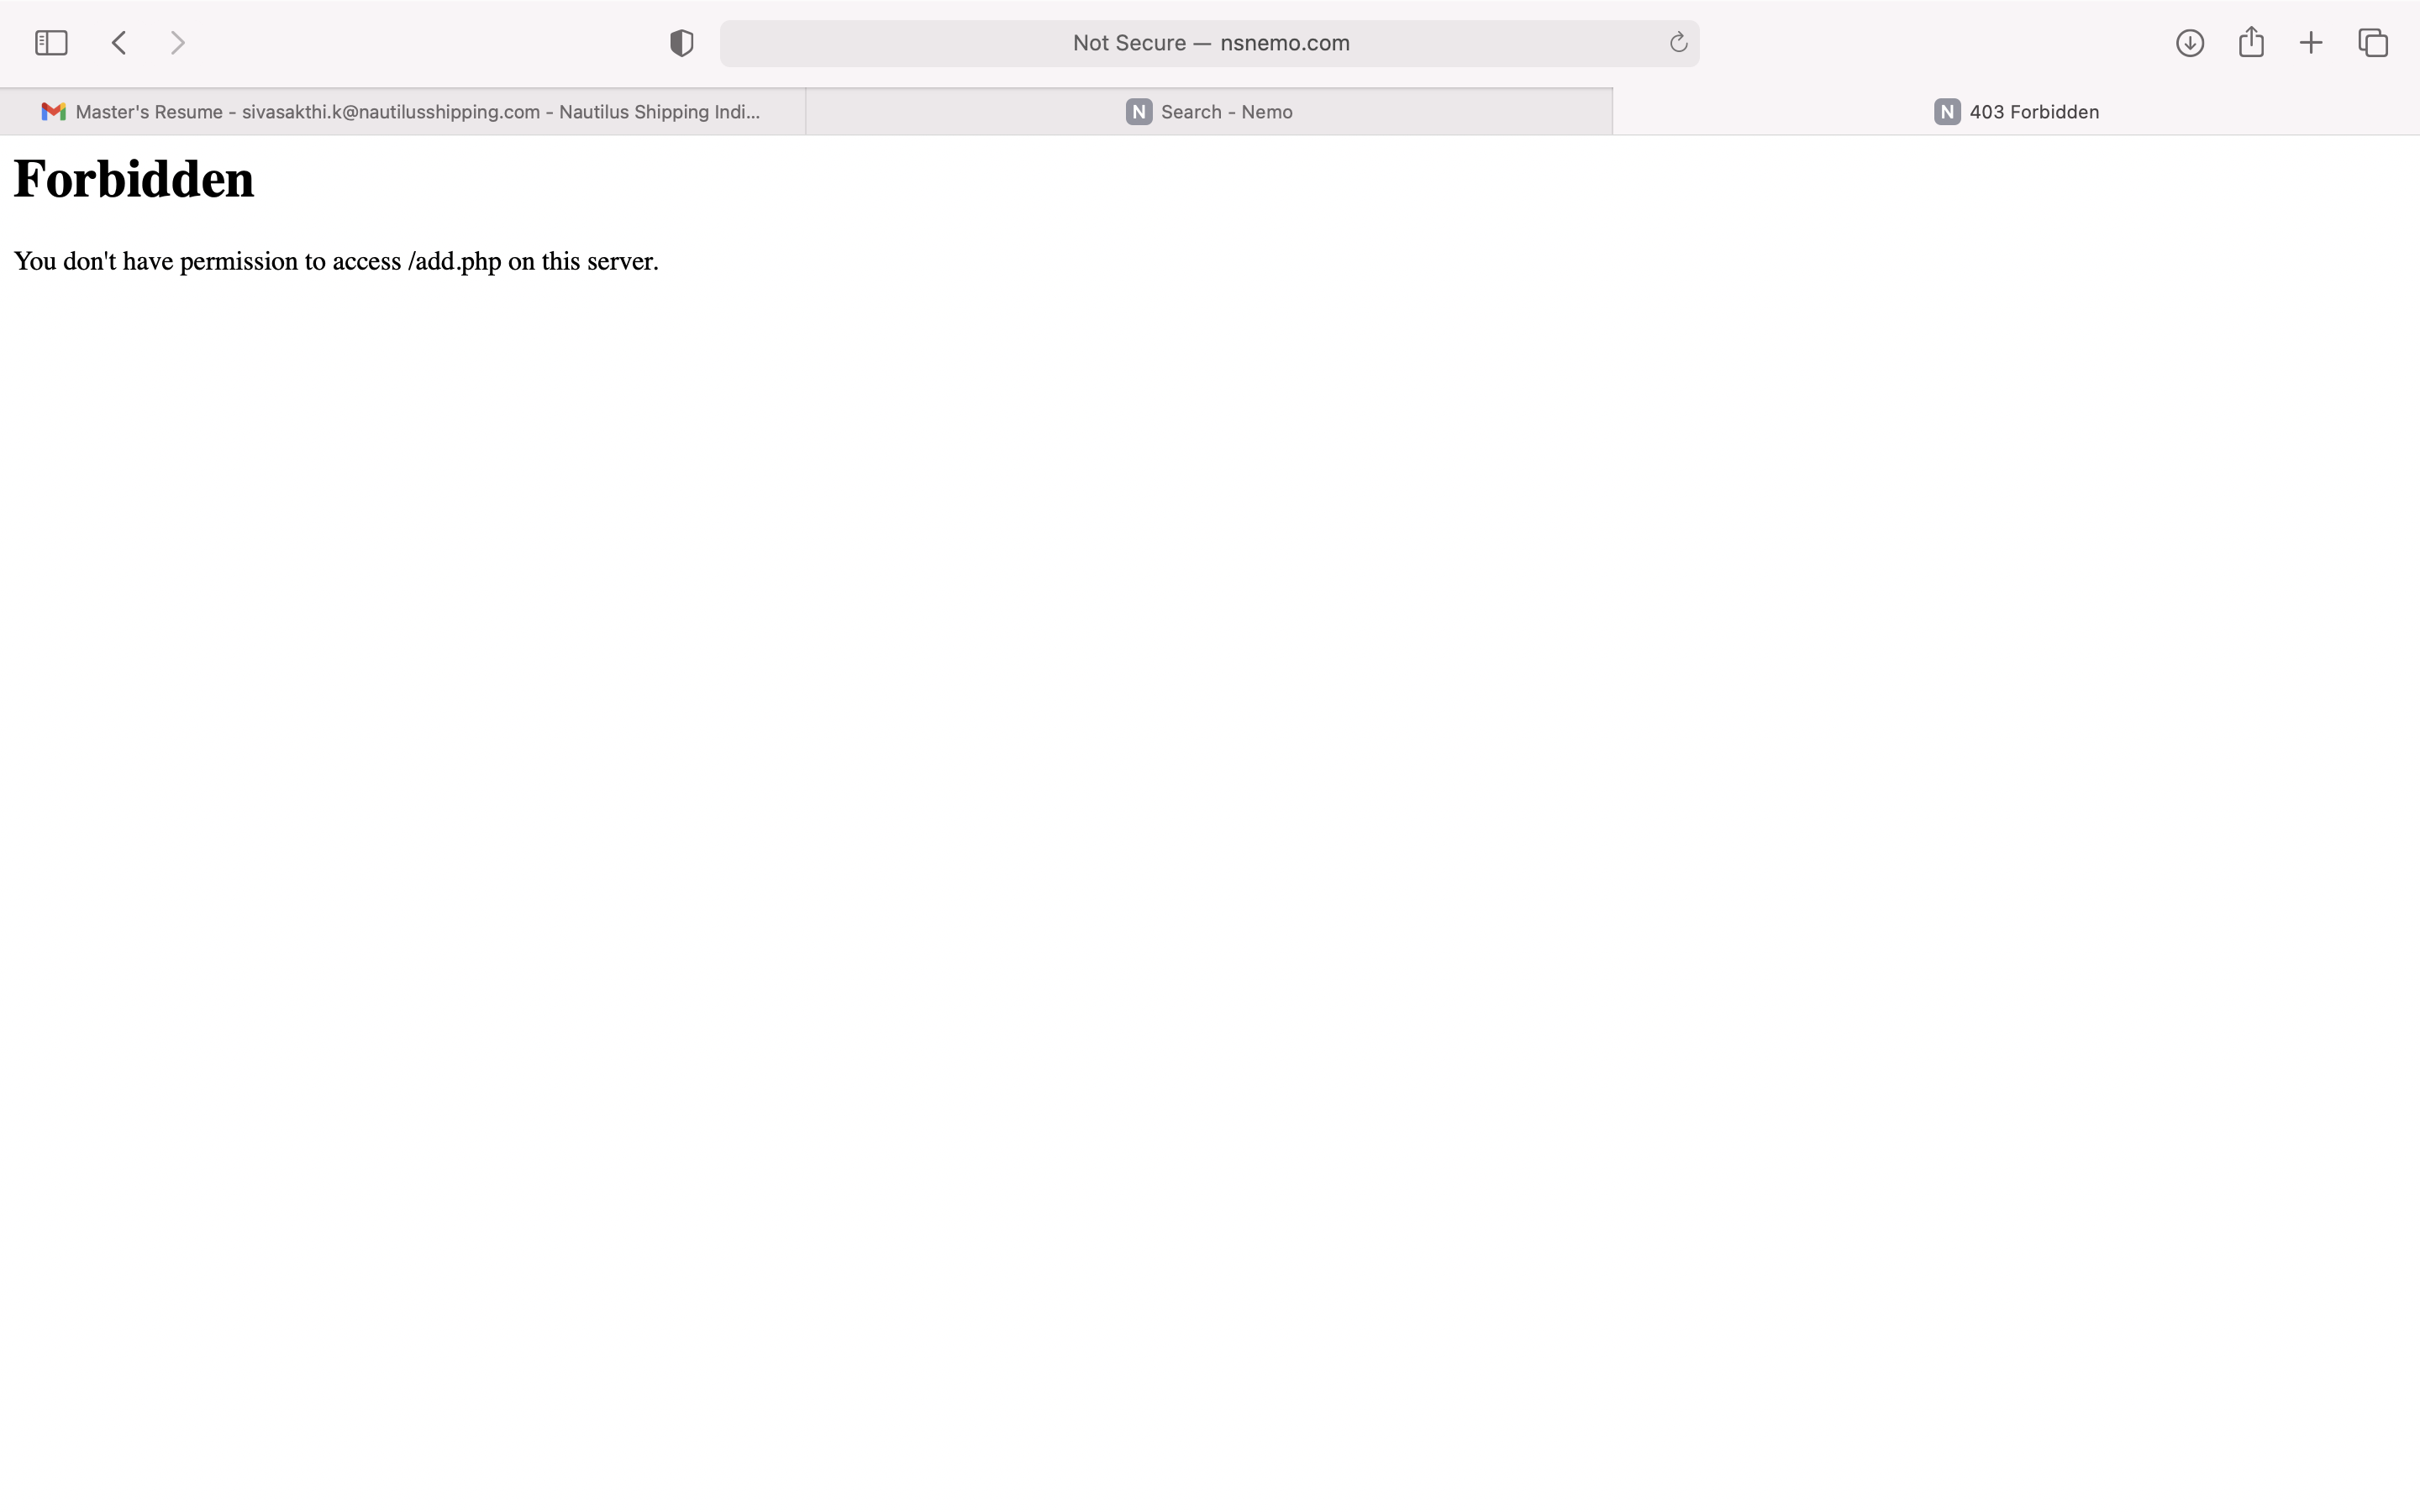 Not Secure — nsnemo.com
Master's Resume - sivasakthi.k@nautilusshipping.com - Nautilus Shipping Indi...
N Search - Nemo
N 403 Forbidden
Forbidden
You don't have permission to access /add.php on this server.